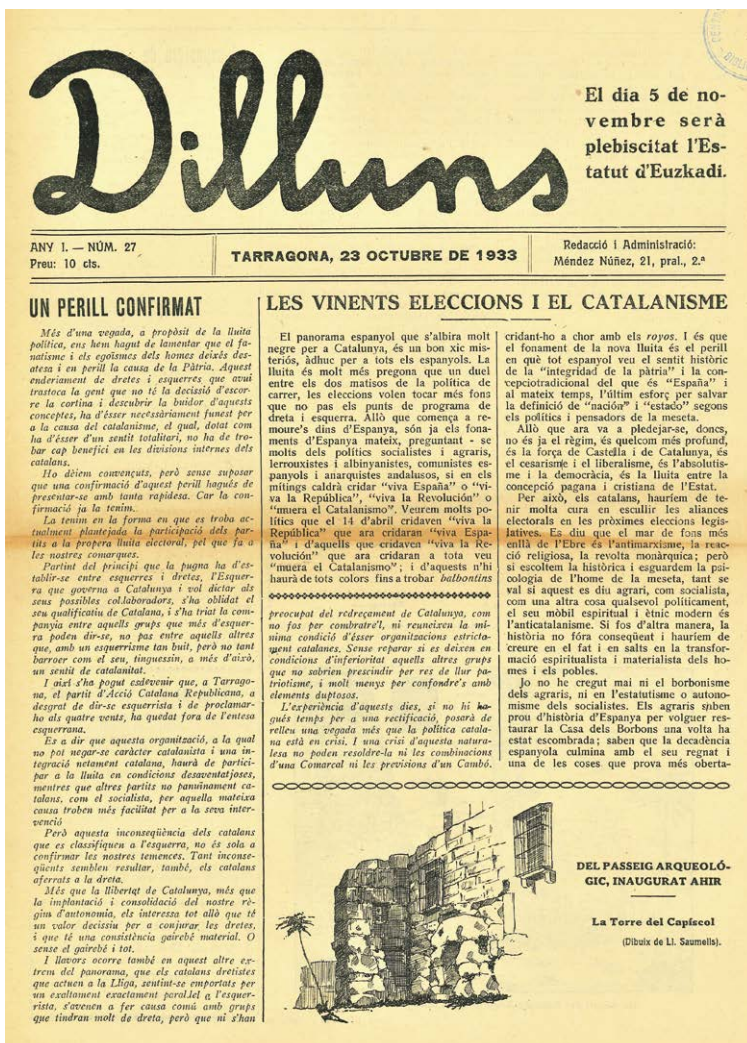 Dilluns
El dia 5 de no-
vembre serà
plebiscitat l'Es-
tatut d'Euzkadi.
ANY I. — NÚM. 27
Preu: 10 cts.
TARRAGONA, 23 OCTUBRE DE 1933
Redacció i Administració:
Méndez Núñez, 21, pral., 2.ª
UN PERILL CONFIRMAT
Més d'una vegada, a propòsit de la lluita
política, ens hem hagut de lamentar que el fa-
natisme i els egoismes dels homes deixés des-
atesa i en perill la causa de la Pàtria. Aquest
enderiament de dretes i esquerres que avui
trastoca la gent que no té la decisió d'escor-
re la cortina i descubrir la buidor d'aquests
conceptes, ha d'ésser necessàriament funest per
a la causa del catalanisme, el qual, dotat com
ha d'ésser d'un sentit totalitari, no ha de tro-
bar cap benefici en les divisions internes dels
catalans.
Ho dèiem convençuts, però sense suposar
que una confirmació d'aquest perill hagués de
presentar-se amb tanta rapidesa. Car la con-
firmació ja la tenim.
La tenim en la forma en que es troba ac-
tualment plantejada la participació dels par-
tits a la propera lluita electoral, pel que fa a
les nostres comarques.
Partint del principi que la pugna ha d'es-
tablir-se entre esquerres i dretes, l'Esquer-
ra que governa a Catalunya i vol dictar als
seus possibles col.laboradors, s'ha oblidat el
seu qualificatiu de Catalana, i s'ha triat la com-
panyia entre aquells grups que més d'esquer-
ra poden dir-se, no pas entre aquells altres
que, amb un esquerrisme tan buit, però no tant
barroer com el seu, tinguessin, a més d'això,
un sentit de catalanitat.
I així s'ha pogut esdevenir que, a Tarrago-
na, el partit d'Acció Catalana Republicana, a
desgrat de dir-se esquerrista i de proclamar-
ho als quatre vents, ha quedat fora de l'entesa
esquerrana.
Es a dir que aquesta organització, a la qual
no pot negar-se caràcter catalanista i una in-
tegració netament catalana, haurà de partici-
par a la lluita en condicions desaventatjoses,
mentres que altres partits no panuinament ca-
talans, com el socialista, per aquella mateixa
causa troben més facilitat per a la seva inter-
venció
Però aquesta inconseqüència dels catalans
que es classifiquen a l'esquerra, no és sola a
confirmar les nostres temences. Tant inconse-
qüents semblen resultar, també, els catalans
aferrats a la dreta.
Més que la llibertat de Catalunya, més que
la implantació i consolidació del nostre rè-
gim d'autonomia, els interessa tot allò que té
un valor decissiu per a conjurar les dretes,
i que té una consistència gairebé material. O
sense el gairebé i tot.
I llavors ocorre també en aquest altre ex-
trem del panorama, que els catalans dretistes
que actuen a la Lliga, sentint-se emportats per
un exaltament exactament paral.lel a l'esquer-
rista, s'avenen a fer causa comú amb grups
que tindran molt de dreta, però que ni s'han
LES VINENTS ELECCIONS I EL CATALANISME
El panorama espanyol que s'albira molt
negre per a Catalunya, és un bon xic mis-
teriós, àdhuc per a tots els espanyols. La
lluita és molt més pregona que un duel
entre els dos matisos de la política de
carrer, les eleccions volen tocar més fons
que no pas els punts de programa de
dreta i esquerra. Allò que comença a re-
moure's dins d'Espanya, són ja els fona-
ments d'Espanya mateix, preguntant - se
molts dels polítics socialistes i agraris,
lerrouxistes i albinyanistes, comunistes es-
panyols i anarquistes andalusos, si en els
mítings caldrà cridar "viva España" o "vi-
va la República", "viva la Revolución" o
"muera el Catalanismo". Veurem molts po-
lítics que el 14 d'abril cridaven "viva la
República" que ara cridaran "viva Espa-
ña" i d'aquells que cridaven "viva la Re-
volución" que ara cridaran a tota veu
"muera el Catalanismo"; i d'aquests n'hi
haurà de tots colors fins a trobar balbontins
preocupat del redreçament de Catalunya, com
no fos per combratre'l, ni reuneixen la mí-
nima condició d'ésser organitzacions estricta-
ment catalanes. Sense reparar si es deixen en
condicions d'inferioritat aquells altres grups
que no sabrien prescindir per res de llur pa-
triotisme, i molt menys per confondre's amb
elements duptosos.
L'experiència d'aquests dies, si no hi ha-
gués temps per a una rectificació, posarà de
relleu una vegada més que la política catala-
na està en crisi. I una crisi d'aquesta natura-
lesa no poden resoldre-la ni les combinacions
d'una Comarcal ni les previsions d'un Cambó.
cridant-ho a chor amb els royos. I és que
el fonament de la nova lluita és el perill
en què tot espanyol veu el sentit històric
de la "integridad de la pàtria" i la con-
cepciotradicional del que és "España" i
al mateix temps, l'últim esforç per salvar
la definició de "nación" i "estado" segons
els polítics i pensadors de la meseta.
Allò que ara va a pledejar-se, doncs,
no és ja el règim, és quelcom més profund,
és la força de Castella i de Catalunya, és
el cesarisme i el liberalisme, és l'absolutis-
me i la democràcia, és la lluita entre la
concepció pagana i cristiana de l'Estat.
Per això, els catalans, hauríem de te-
nir molta cura en escullir les aliances
electorals en les pròximes eleccions legis-
latives. Es diu que el mar de fons més
enllà de l'Ebre és l'antimarxisme, la reac-
ció religiosa, la revolta monàrquica; però
si escoltem la històrica i esguardem la psi-
cologia de l'home de la meseta, tant se
val si aquest es diu agrari, com socialista,
com una altra cosa qualsevol políticament,
el seu mòbil espiritual i ètnic modern és
l'anticatalanisme. Si fos d'altra manera, la
història no fóra conseqüent i hauríem de
creure en el fat i en salts en la transfor-
mació espiritualista i materialista dels ho-
mes i els pobles.
Jo no he cregut mai ni el borbonisme
dels agraris, ni en l'estatutisme o autono-
misme dels socialistes. Els agraris saben
prou d'història d'Espanya per volguer res-
taurar la Casa dels Borbons una volta ha
estat escombrada; saben que la decadència
espanyola culmina amb el seu regnat i
una de les coses que prova més oberta-
DEL PASSEIG ARQUEOLÒ-
GIC, INAUGURAT AHIR
La Torre del Capíscol
(Dibuix de Ll. Saumells).